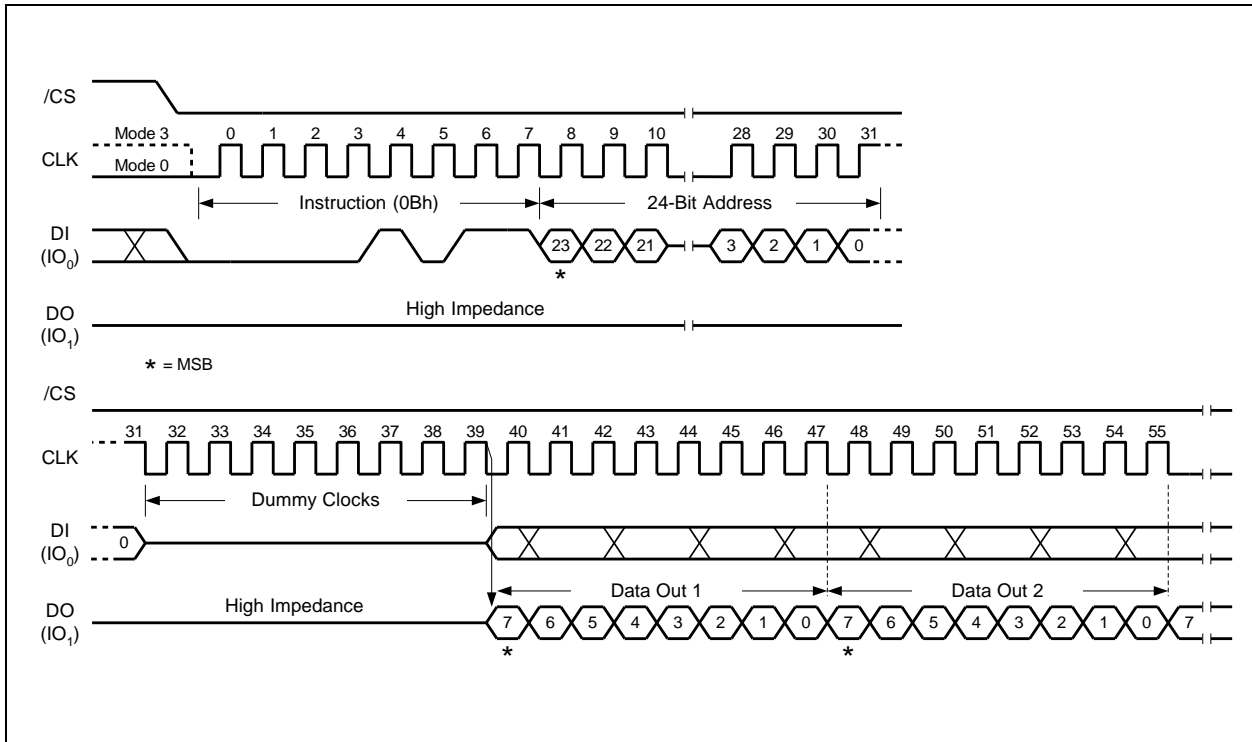 /CS
Mode 3 0 1 2 3 4 5 6 7 8 9 10 28 29 30 31
CLK
Mode 0
Instruction (0Bh) 24-Bit Address
DI
(IO0) 23 22 21 3 2 1 0
*
DO High Impedance
(IO1)
* = MSB
/CS
31 32 33 34 35 36 37 38 39 40 41 42 43 44 45 46 47 48 49 50 51 52 53 54 55
CLK
Dummy Clocks
DI
(IO0) 0
Data Out 1 Data Out 2
DO High Impedance
(IO1) 7 6 5 4 3 2 1 0 7 6 5 4 3 2 1 0 7
* *